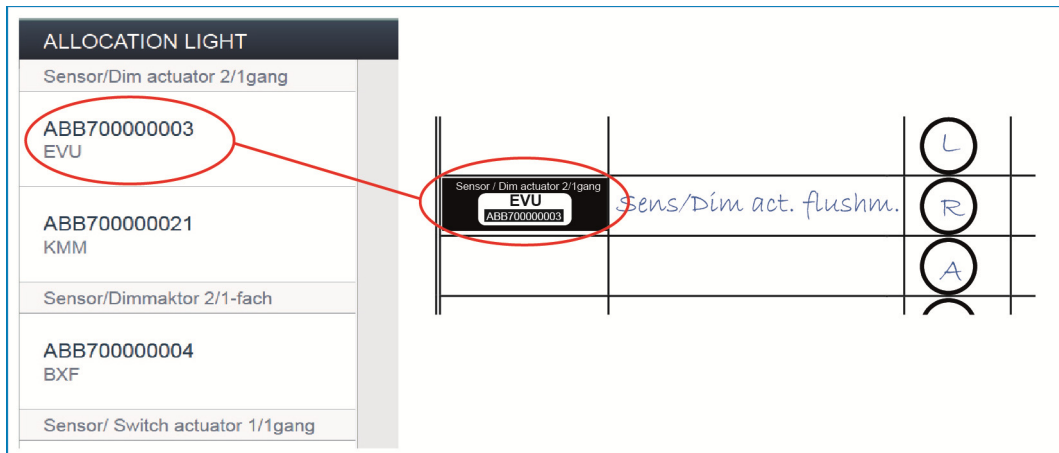 ALLOCATION LIGHT
Sensor/Dim actuator 2/1gang
ABB700000003
EVU
ABB700000021
KMM
Sensor/Dimmaktor 2/1-fach
ABB700000004
BXF
Sensor/ Switch actuator 1/1gang
L
Sensor / Dim actuator 2/1gang
EVU
ABB700000003
Sens/Dim act. flushm.
R
A